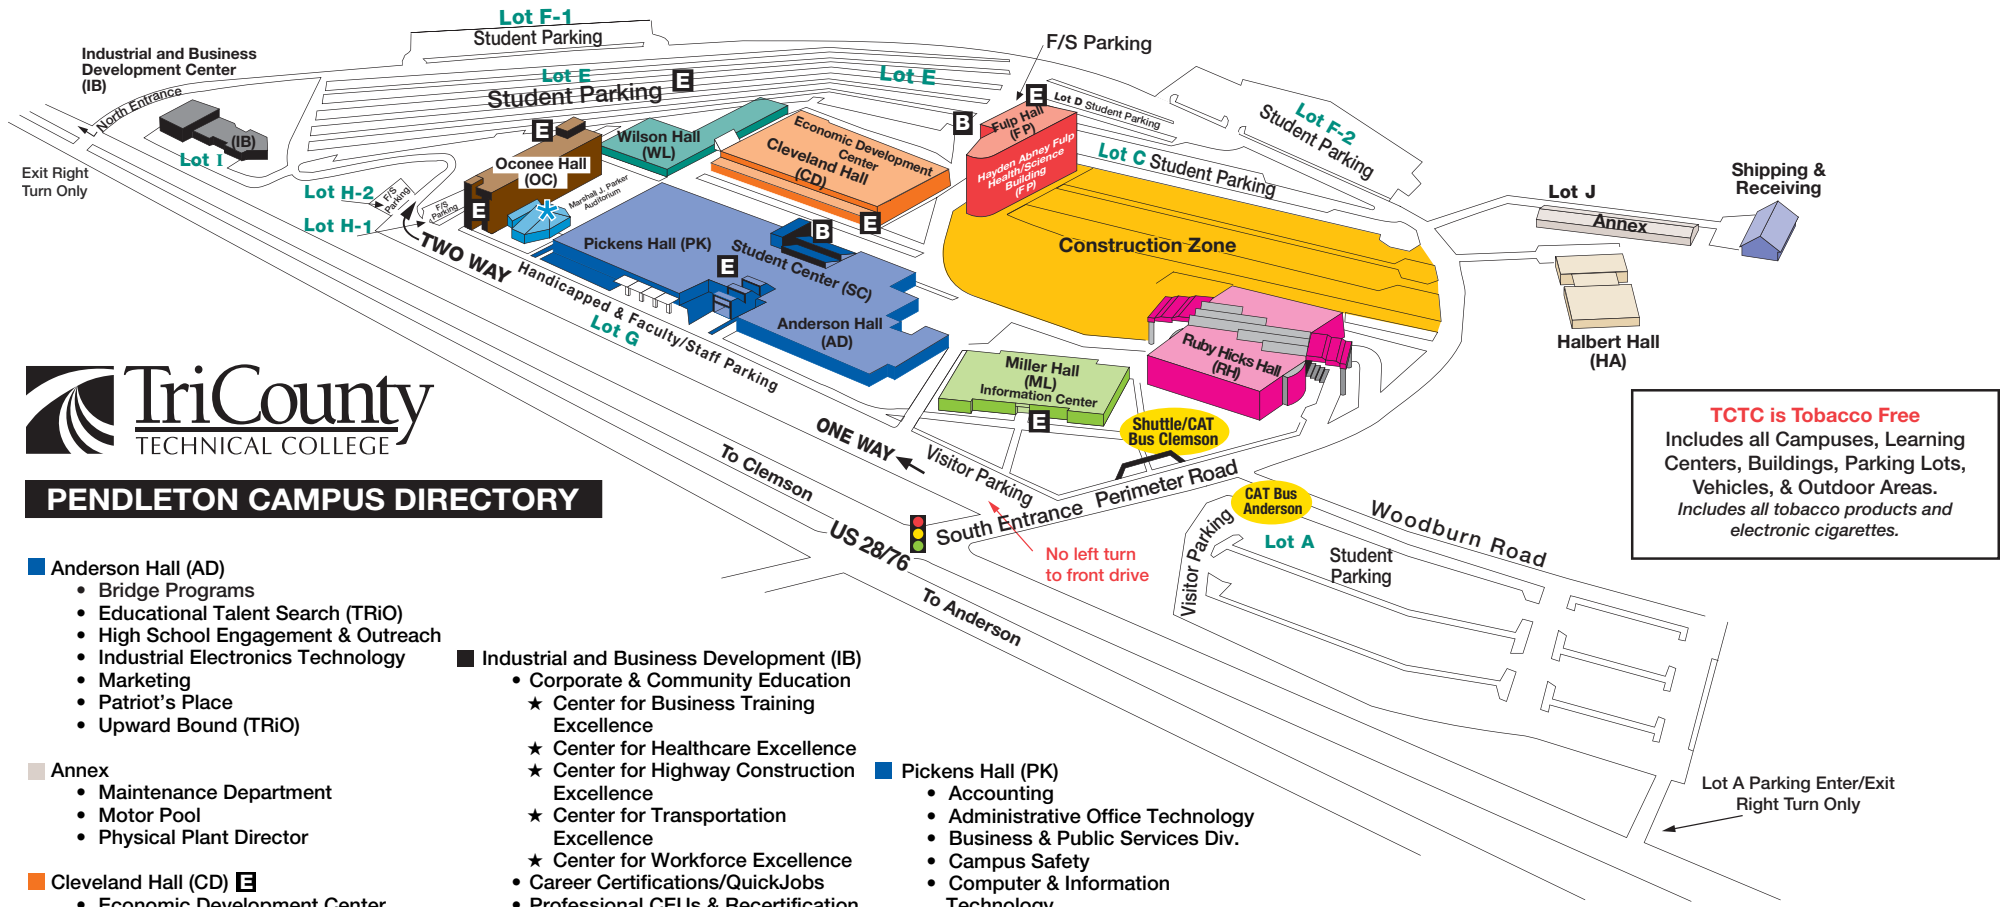 Lot F-1
Student Parking
Industrial and Business
Development Center
(IB)
North Entrance
Exit Right
Turn Only
(IB)
Lot I
Lot E
Student Parking
E
Lot E
F/S Parking
E
Lot D Student Parking
Lot F-2
Student Parking
Lot C Student Parking
B
Fulp Hall
(FP)
Hayden Abney Fulp
Health/Science
Building
(FP)
E
Oconee Hall
(OC)
E
Wilson Hall
(WL)
Economic Development
Center
Cleveland Hall
(CD)
E
Marshall J. Parker
Auditorium
*
Lot H-2
F/S
Parking
Lot H-1
F/S
Parking
TWO WAY
Pickens Hall (PK)
E
Student Center (SC)
B
Anderson Hall
(AD)
Handicapped & Faculty/Staff Parking
Lot G
Construction Zone
Lot J
Annex
Shipping &
Receiving
Halbert Hall
(HA)
Ruby Hicks Hall
(RH)
Miller Hall
(ML)
Information Center
E
Shuttle/CAT
Bus Clemson
ONE WAY
Visitor Parking
Perimeter Road
South Entrance
To Clemson
US 28/76
To Anderson
No left turn
to front drive
CAT Bus
Anderson
Lot A
Visitor Parking
Student
Parking
Woodburn Road
Lot A Parking Enter/Exit
Right Turn Only
TCTC is Tobacco Free
Includes all Campuses, Learning
Centers, Buildings, Parking Lots,
Vehicles, & Outdoor Areas.
Includes all tobacco products and
electronic cigarettes.
TriCounty
TECHNICAL COLLEGE
PENDLETON CAMPUS DIRECTORY
Anderson Hall (AD)
• Bridge Programs
• Educational Talent Search (TRiO)
• High School Engagement & Outreach
• Industrial Electronics Technology
• Marketing
• Patriot's Place
• Upward Bound (TRiO)
Annex
• Maintenance Department
• Motor Pool
• Physical Plant Director
Cleveland Hall (CD) E
• Economic Development Center
Industrial and Business Development (IB)
• Corporate & Community Education
★ Center for Business Training
Excellence
★ Center for Healthcare Excellence
★ Center for Highway Construction
Excellence
★ Center for Transportation
Excellence
★ Center for Workforce Excellence
• Career Certifications/QuickJobs
• Professional CEUs & Recertification
Pickens Hall (PK)
• Accounting
• Administrative Office Technology
• Business & Public Services Div.
• Campus Safety
• Computer & Information
Technology